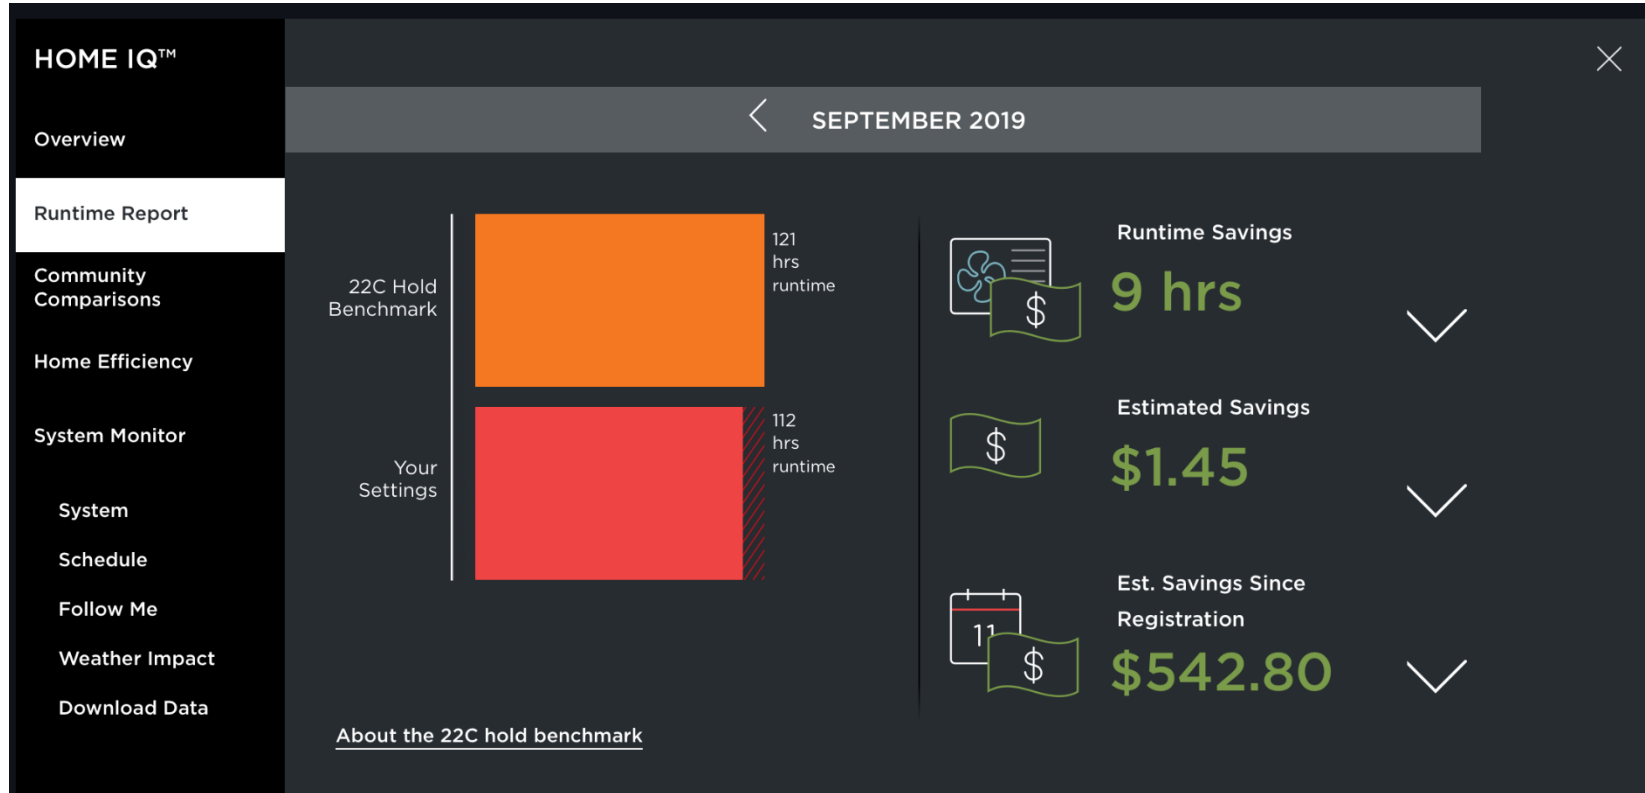 HOME IQ™
Overview
Runtime Report
Community
Comparisons
Home Efficiency
System Monitor
System
Schedule
Follow Me
Weather Impact
Download Data
SEPTEMBER 2019
22C Hold
Benchmark
121
hrs
runtime
Your
Settings
112
hrs
runtime
About the 22C hold benchmark
Runtime Savings
$
9 hrs
Estimated Savings
$
$1.45
Est. Savings Since
Registration
11
$
$542.80